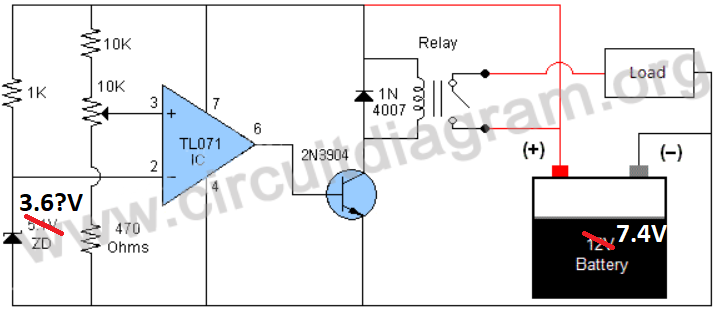 10K
Relay
1K
10K
Load
1N
4007
3
+
7
TL071
IC
6
2
−
4
2N3904
(+)
(−)
3.6?V
5.1V
ZD
470
Ohms
12V
7.4V
Battery
www.circuitdiagram.org